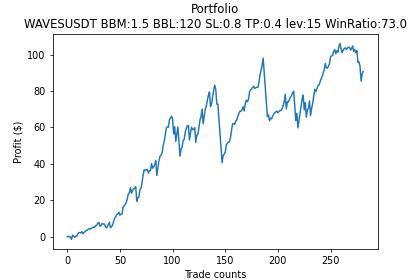 Portfolio
WAVESUSDT BBM:1.5 BBL:120 SL:0.8 TP:0.4 lev:15 WinRatio:73.0
100
80
60
40
20
0
Profit ($)
0 50 100 150 200 250
Trade counts